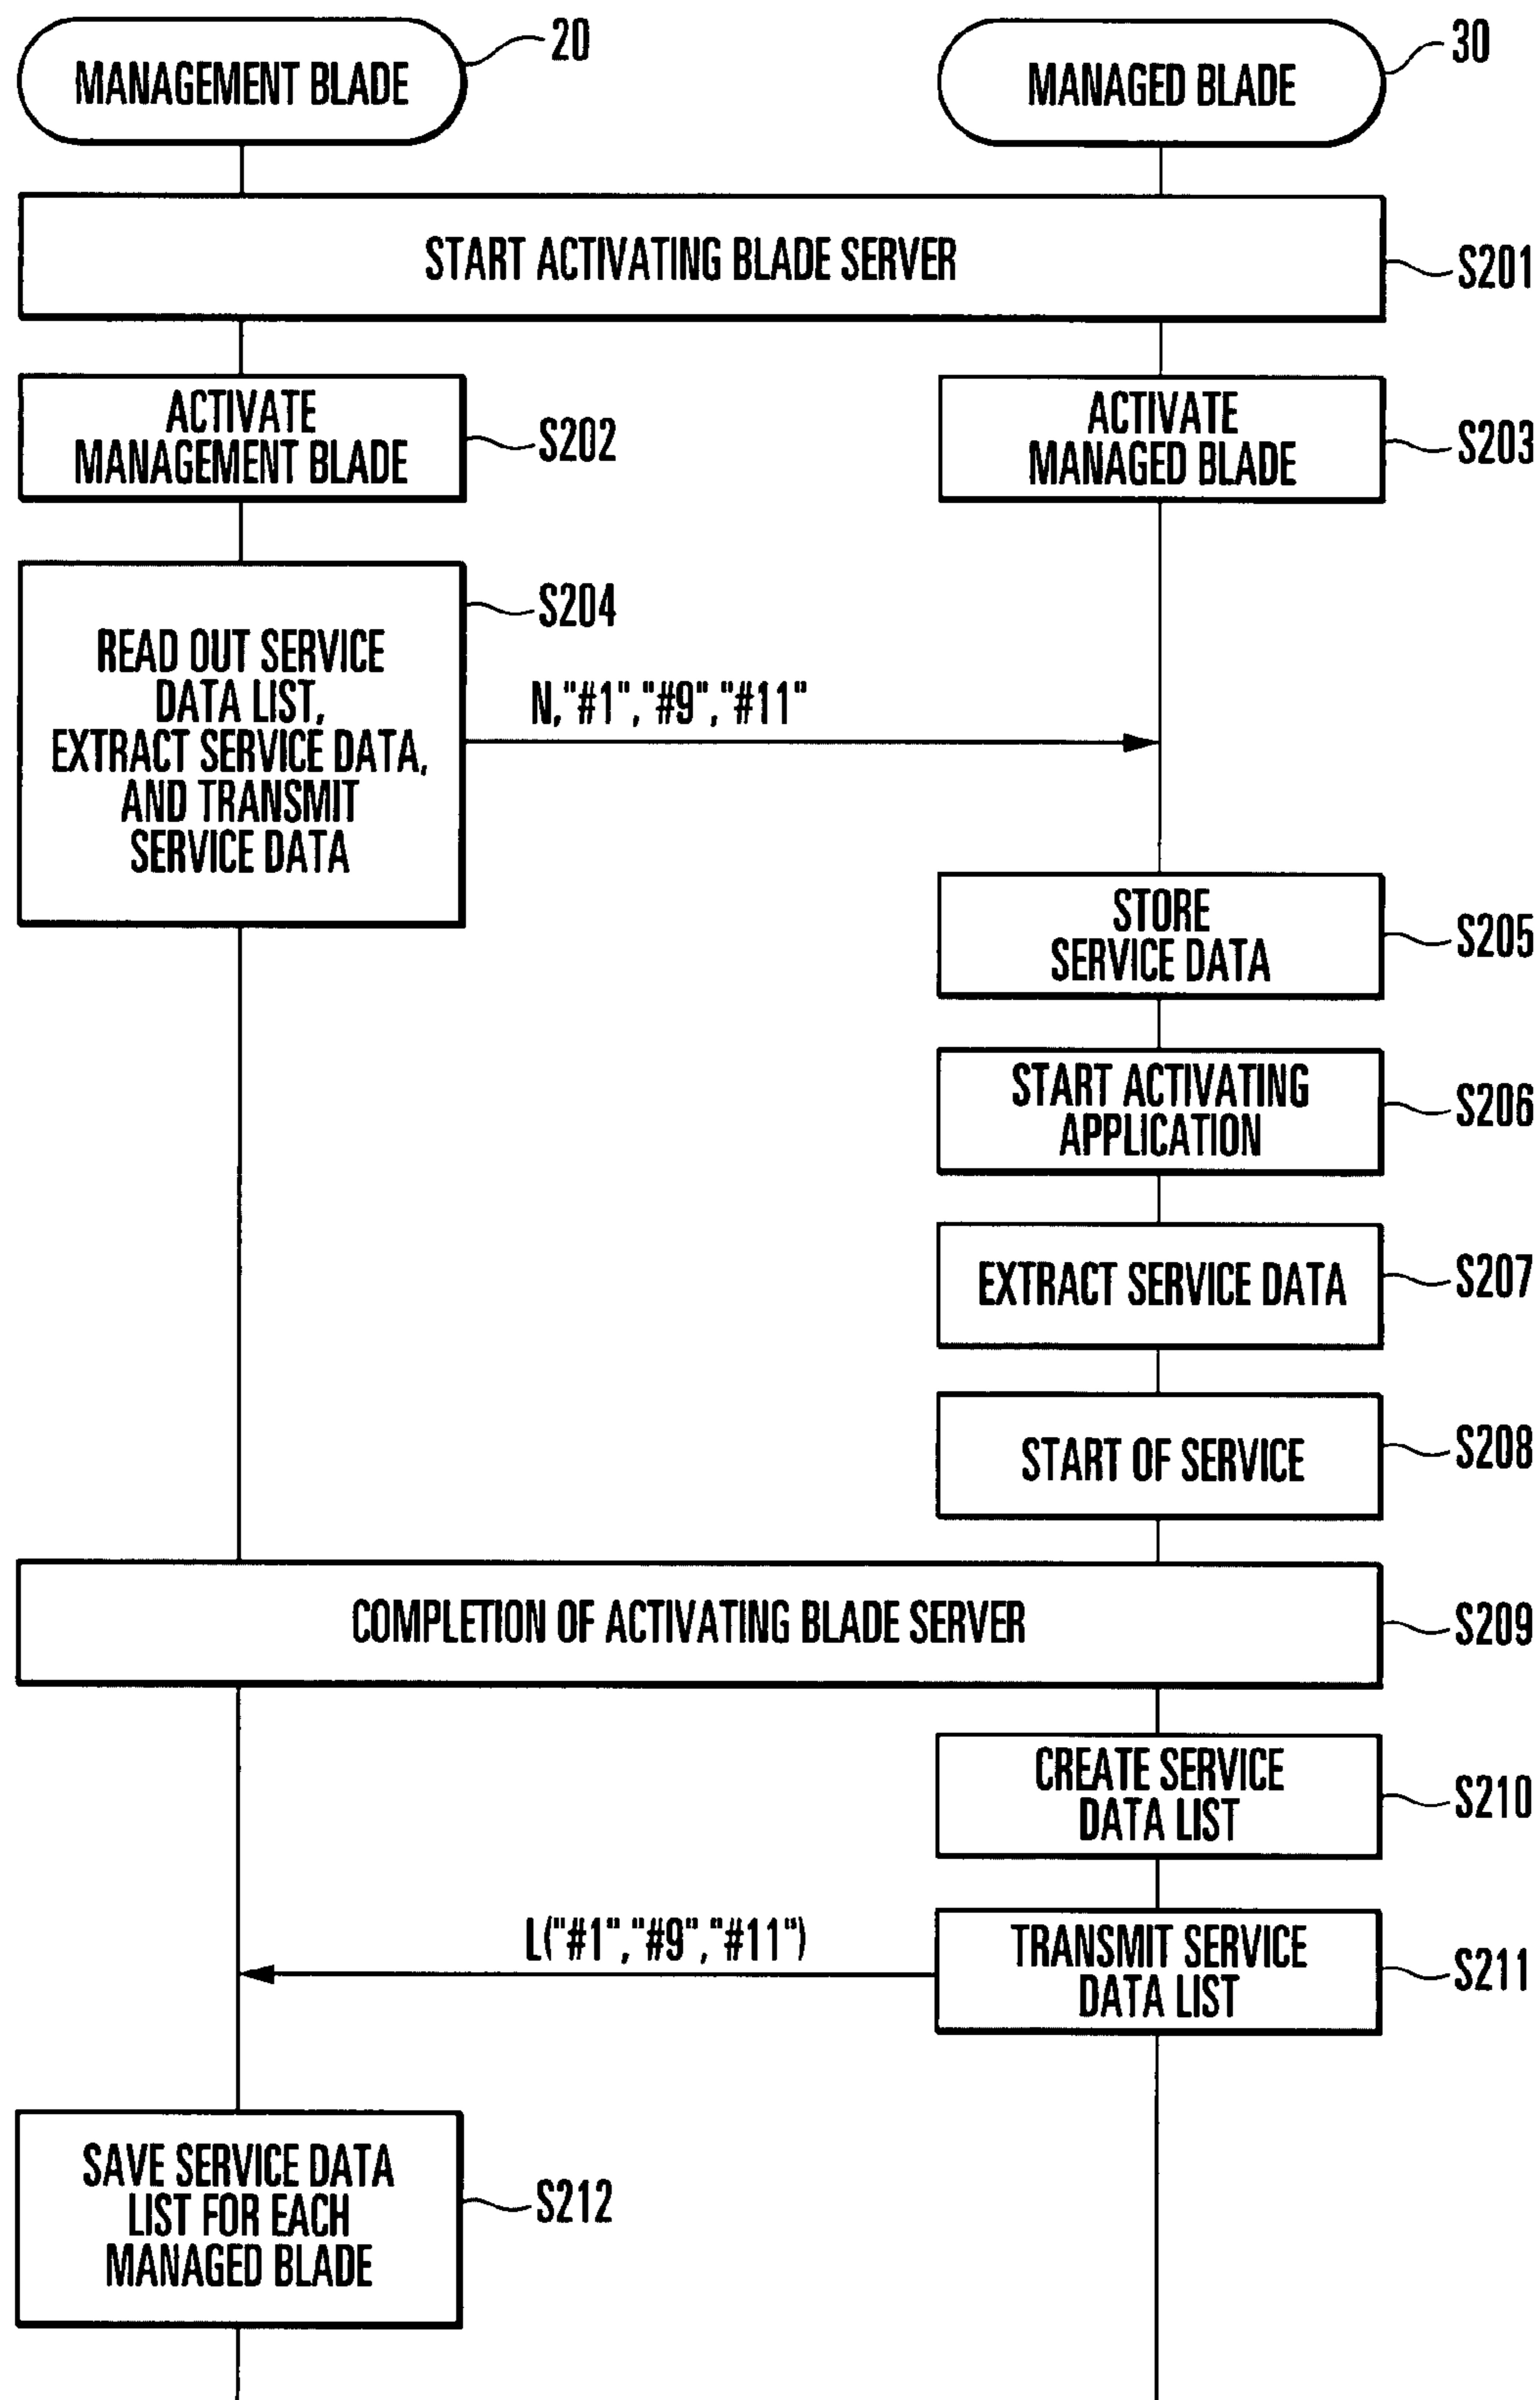 20
30
MANAGEMENT BLADE
MANAGED BLADE
START ACTIVATING BLADE SERVER
S201
ACTIVATE
MANAGEMENT BLADE
S202
ACTIVATE
MANAGED BLADE
S203
S204
READ OUT SERVICE
DATA LIST,
EXTRACT SERVICE DATA,
AND TRANSMIT
SERVICE DATA
N,"#1","#9","#11"
STORE
SERVICE DATA
S205
START ACTIVATING
APPLICATION
S206
EXTRACT SERVICE DATA
S207
START OF SERVICE
S208
COMPLETION OF ACTIVATING BLADE SERVER
S209
CREATE SERVICE
DATA LIST
S210
L("#1","#9","#11")
TRANSMIT SERVICE
DATA LIST
S211
SAVE SERVICE DATA
LIST FOR EACH
MANAGED BLADE
S212